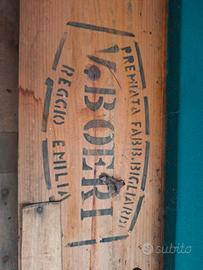 PREMIATA FABB.BIGLIARDI
V.BOERI
REGGIO EMILIA
subito